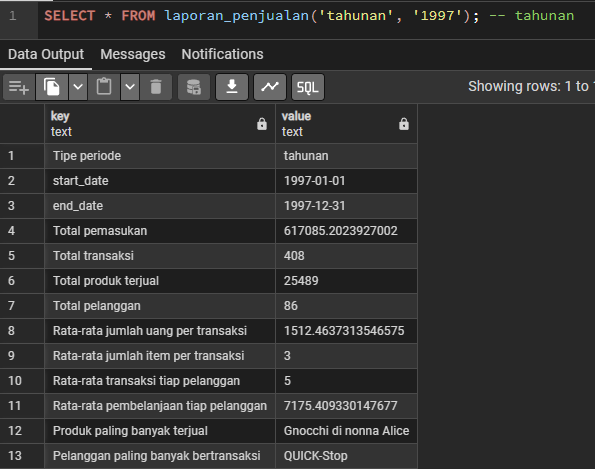 1 SELECT * FROM laporan_penjualan('tahunan', '1997'); -- tahunan
Data Output Messages Notifications
SQL Showing rows: 1 to
key text value text
1 Tipe periode tahunan
2 start_date 1997-01-01
3 end_date 1997-12-31
4 Total pemasukan 617085.2023927002
5 Total transaksi 408
6 Total produk terjual 25489
7 Total pelanggan 86
8 Rata-rata jumlah uang per transaksi 1512.4637313546575
9 Rata-rata jumlah item per transaksi 3
10 Rata-rata transaksi tiap pelanggan 5
11 Rata-rata pembelanjaan tiap pelanggan 7175.409330147677
12 Produk paling banyak terjual Gnocchi di nonna Alice
13 Pelanggan paling banyak bertransaksi QUICK-Stop